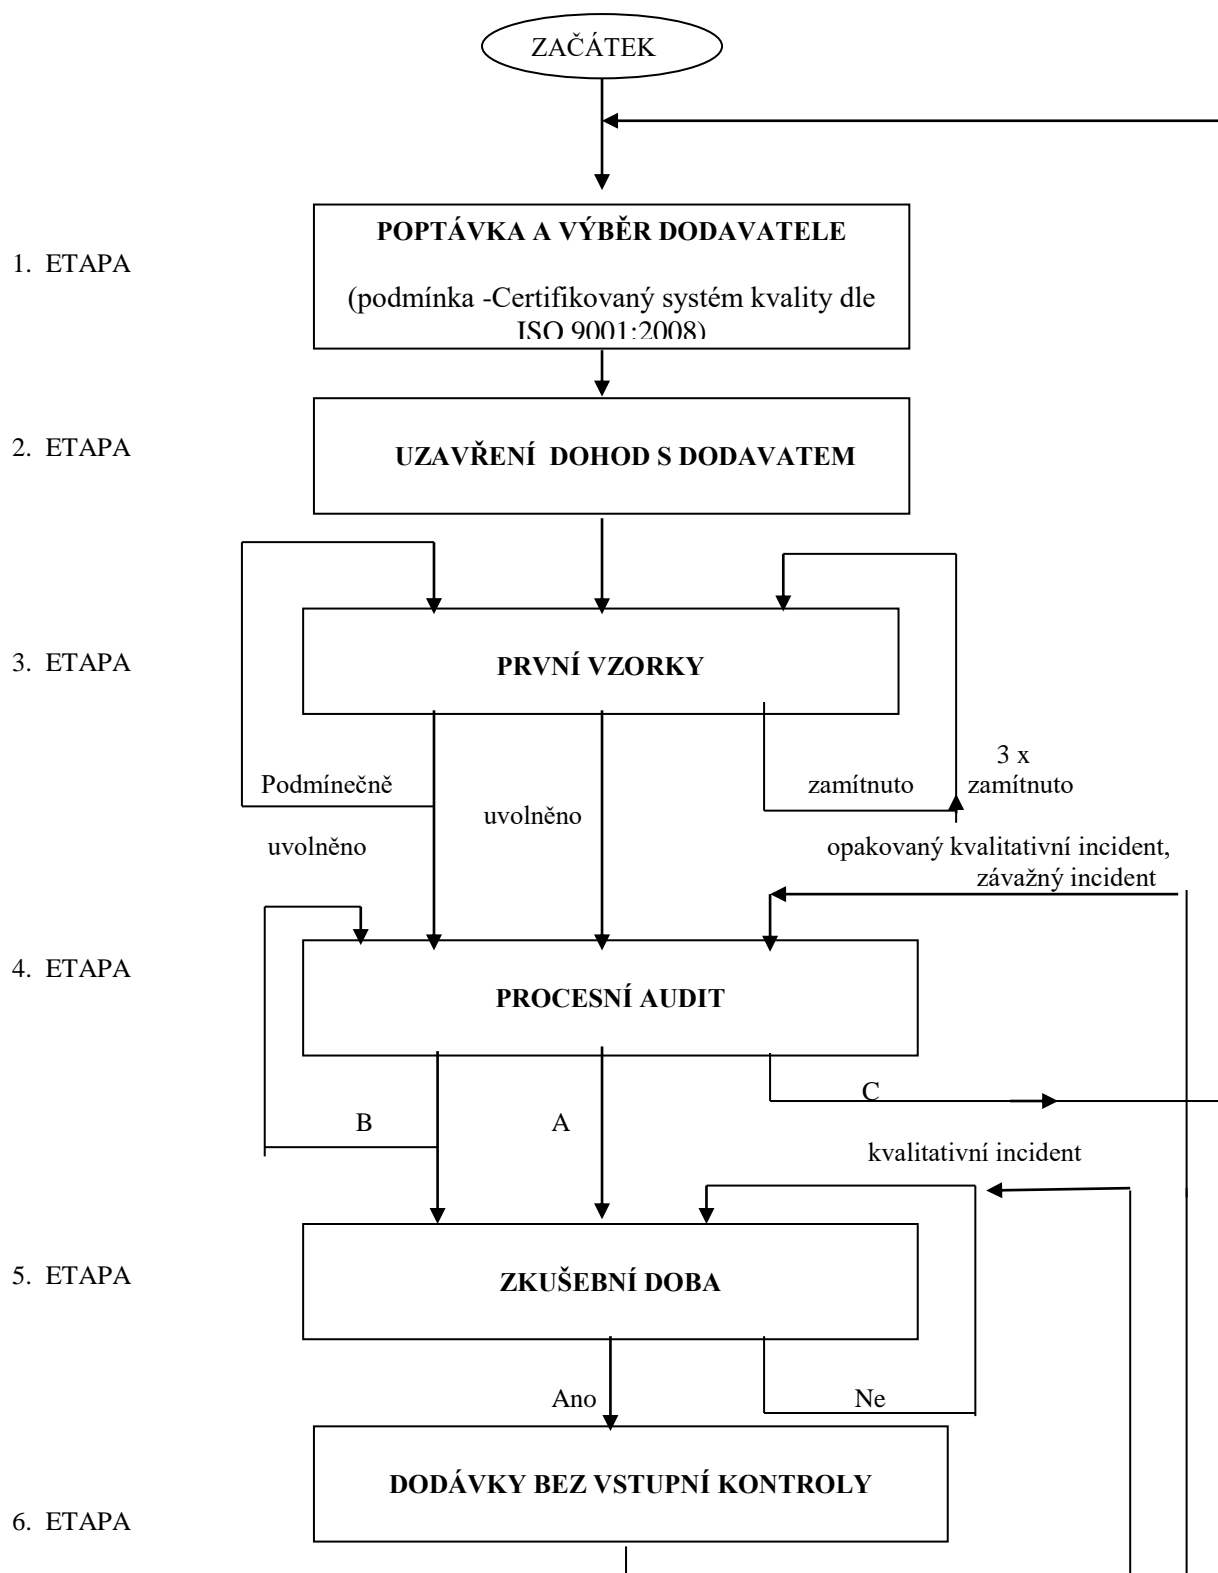 ZAČÁTEK
POPTÁVKA A VÝBĚR DODAVATELE
1. ETAPA
(podmínka -Certifikovaný systém kvality dle
ISO 9001:2008)
2. ETAPA
UZAVŘENÍ DOHOD S DODAVATEM
3. ETAPA
PRVNÍ VZORKY
3 x
Podmínečně
zamítnuto
zamítnuto
uvolněno
uvolněno
opakovaný kvalitativní incident,
závažný incident
4. ETAPA
PROCESNÍ AUDIT
C
B
A
kvalitativní incident
5. ETAPA
ZKUŠEBNÍ DOBA
Ano
Ne
DODÁVKY BEZ VSTUPNÍ KONTROLY
6. ETAPA